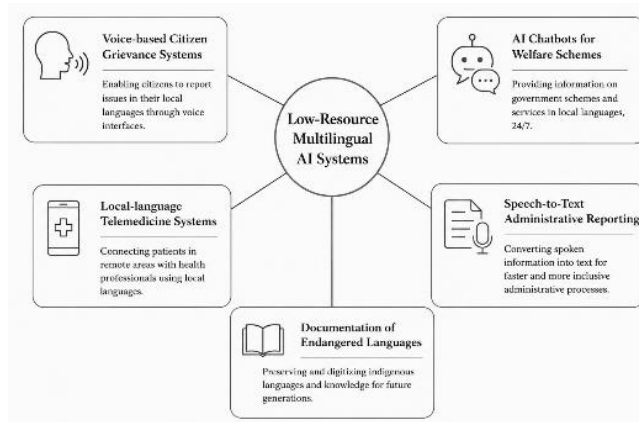 Voice-based Citizen
Grievance Systems
Enabling citizens to report
issues in their local
languages through voice
interfaces.
AI Chatbots for
Welfare Schemes
Providing information on
government schemes and
services in local languages,
24/7.
Low-Resource
Multilingual
AI Systems
Local-language
Telemedicine Systems
Connecting patients in
remote areas with health
professionals using local
languages.
Speech-to-Text
Administrative Reporting
Converting spoken
information into text for
faster and more inclusive
administrative processes.
Documentation of
Endangered Languages
Preserving and digitizing indigenous
languages and knowledge for future
generations.